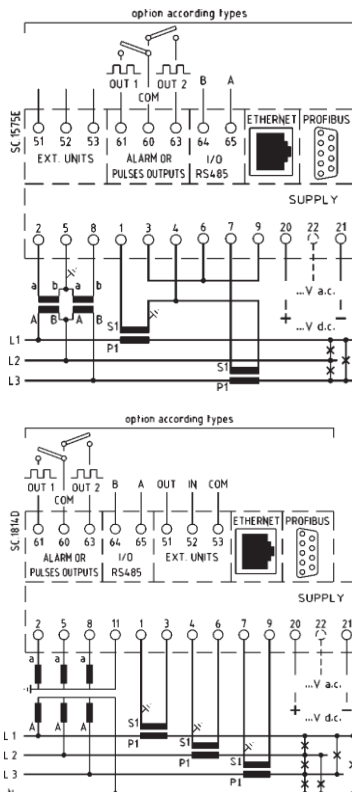 option according types
OUT 1 OUT 2 B A
COM
SC 1575E
ETHERNET PROFIBUS
51 52 53 61 60 63 64 65
EXT. UNITS ALARM OR PULSES OUTPUTS I/O RS485
SUPPLY
2 5 8 1 3 4 6 7 9 20 22 21
a b a b
...V a.c.
+ −
A B A B
...V d.c.
S1
L1
P1
L2
S1
L3
P1
option according types
OUT 1 OUT 2 B A OUT IN COM
COM
SC 1814D
ETHERNET PROFIBUS
61 60 63 64 65 51 52 53
ALARM OR PULSES OUTPUTS I/O RS485 EXT. UNITS
SUPPLY
2 5 8 11 1 3 4 6 7 9 20 22 21
a a a
...V a.c.
+ −
A A A
...V d.c.
S1
L1
P1 S1
L2
P1 S1
L3
P1